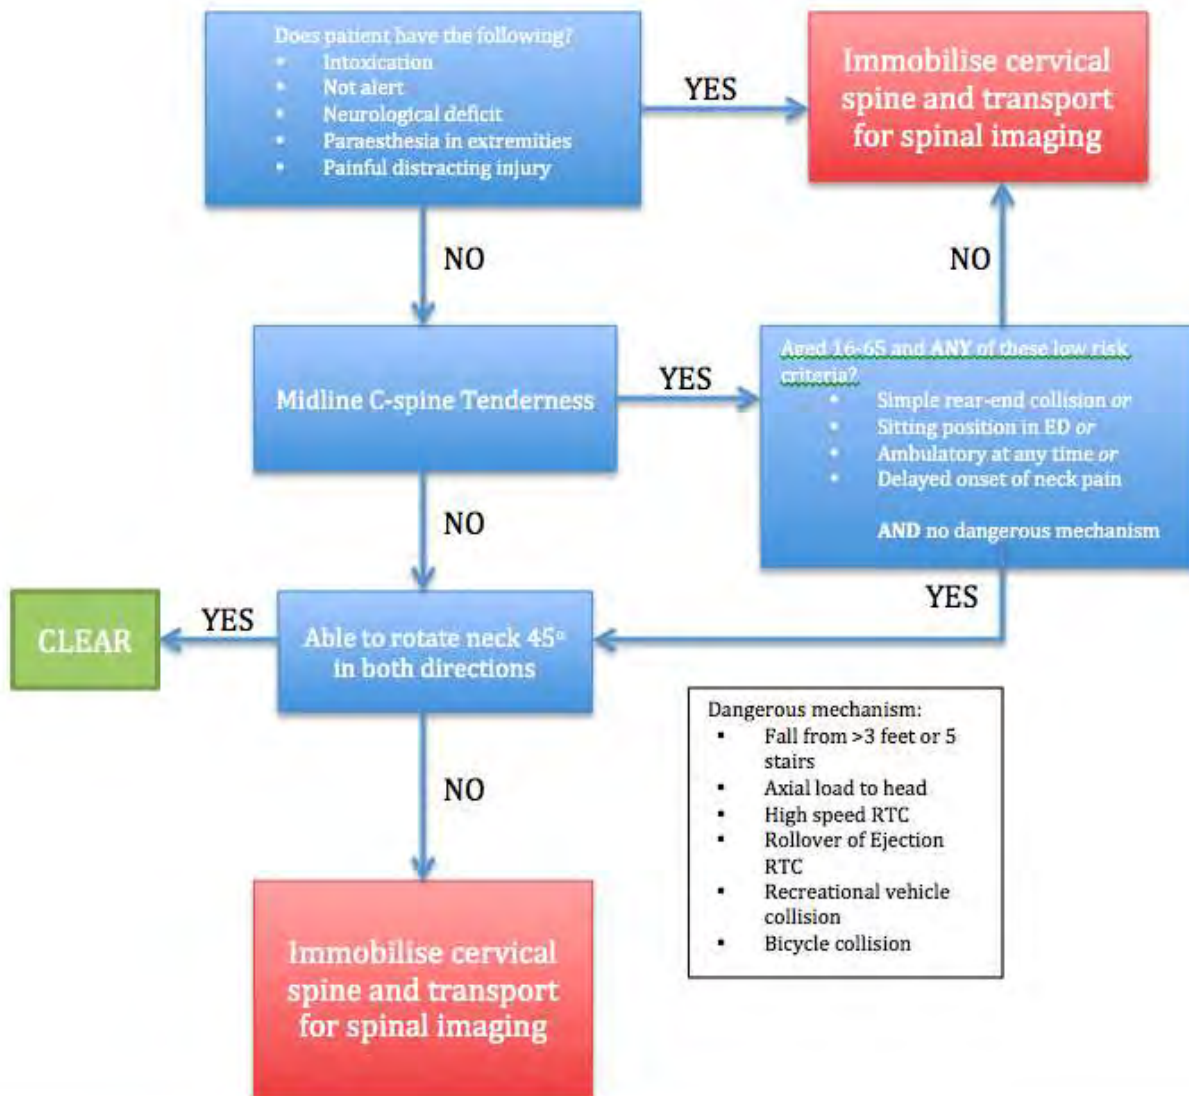 Does patient have the following?
• Intoxication
• Not alert
• Neurological deficit
• Paraesthesia in extremities
• Painful distracting injury
YES
Immobilise cervical
spine and transport
for spinal imaging
NO
NO
Midline C-spine Tenderness
YES
Aged 16-65 and ANY of these low risk
criteria?
• Simple rear-end collision or
• Sitting position in ED or
• Ambulatory at any time or
• Delayed onset of neck pain
AND no dangerous mechanism
NO
YES
CLEAR
YES
Able to rotate neck 45°
in both directions
NO
Dangerous mechanism:
▪ Fall from >3 feet or 5
stairs
▪ Axial load to head
▪ High speed RTC
▪ Rollover of Ejection
RTC
▪ Recreational vehicle
collision
▪ Bicycle collision
Immobilise cervical
spine and transport
for spinal imaging